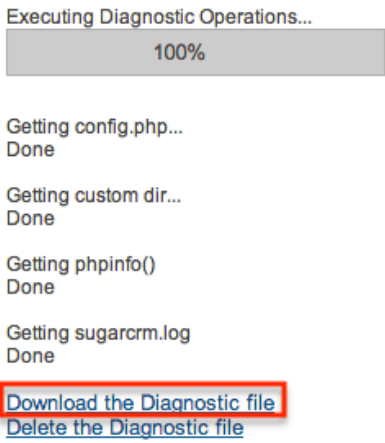 Executing Diagnostic Operations...
100%
Getting config.php...
Done
Getting custom dir...
Done
Getting phpinfo()
Done
Getting sugarcrm.log
Done
Download the Diagnostic file
Delete the Diagnostic file